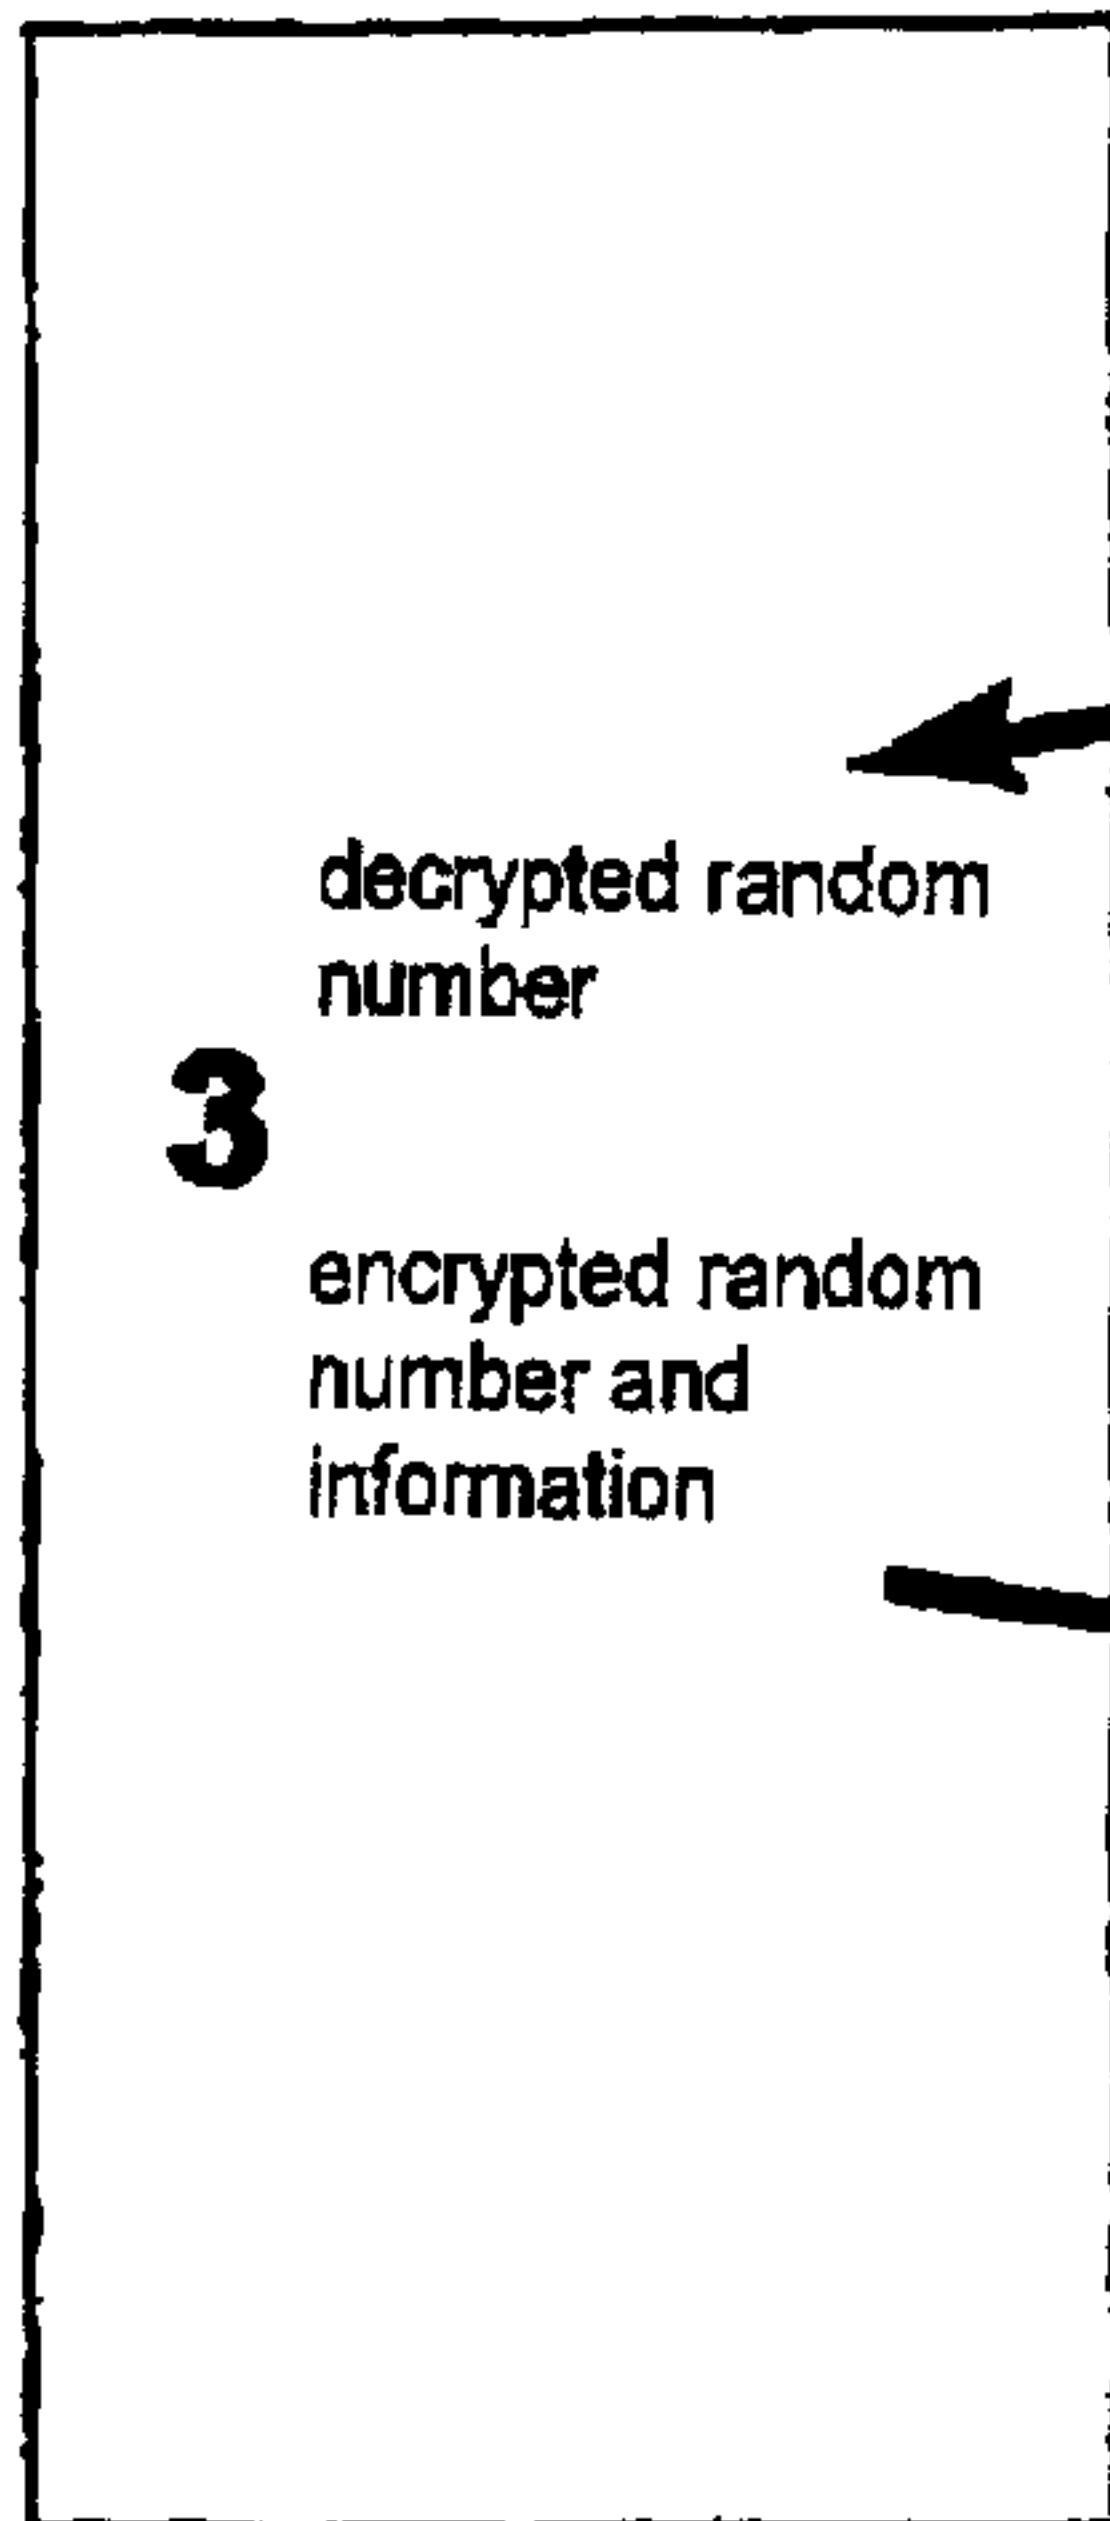 decrypted random
number
3
encrypted random
number and
information